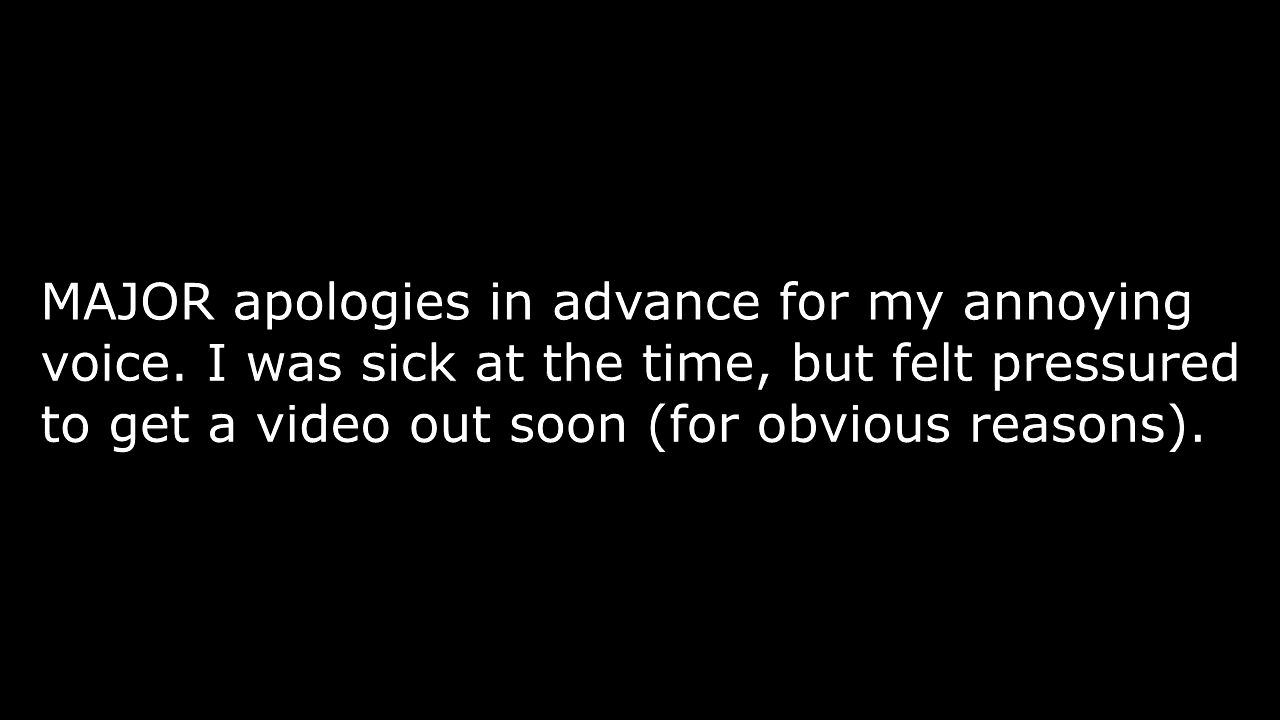 MAJOR apologies in advance for my annoying
voice. I was sick at the time, but felt pressured
to get a video out soon (for obvious reasons).